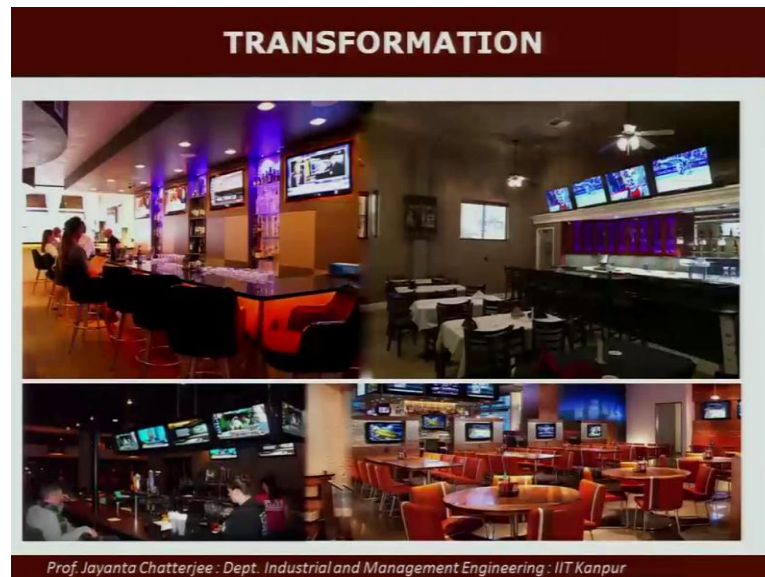 TRANSFORMATION
Prof. Jayanta Chatterjee : Dept. Industrial and Management Engineering : IIT Kanpur